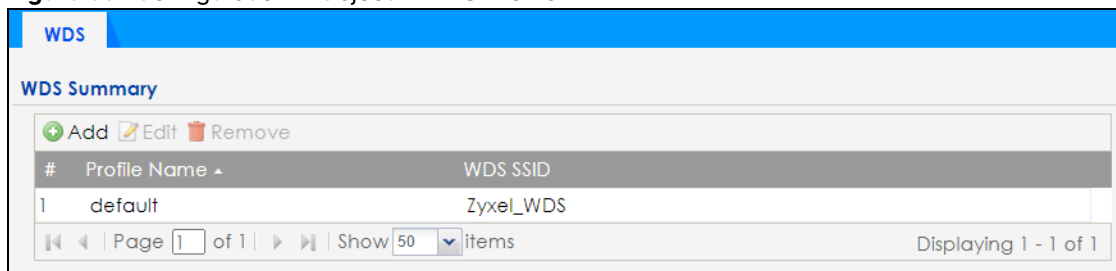 WDS
WDS Summary
Add Edit Remove
# Profile Name WDS SSID
1 default Zyxel_WDS
Page 1 of 1 Show 50 items Displaying 1 - 1 of 1